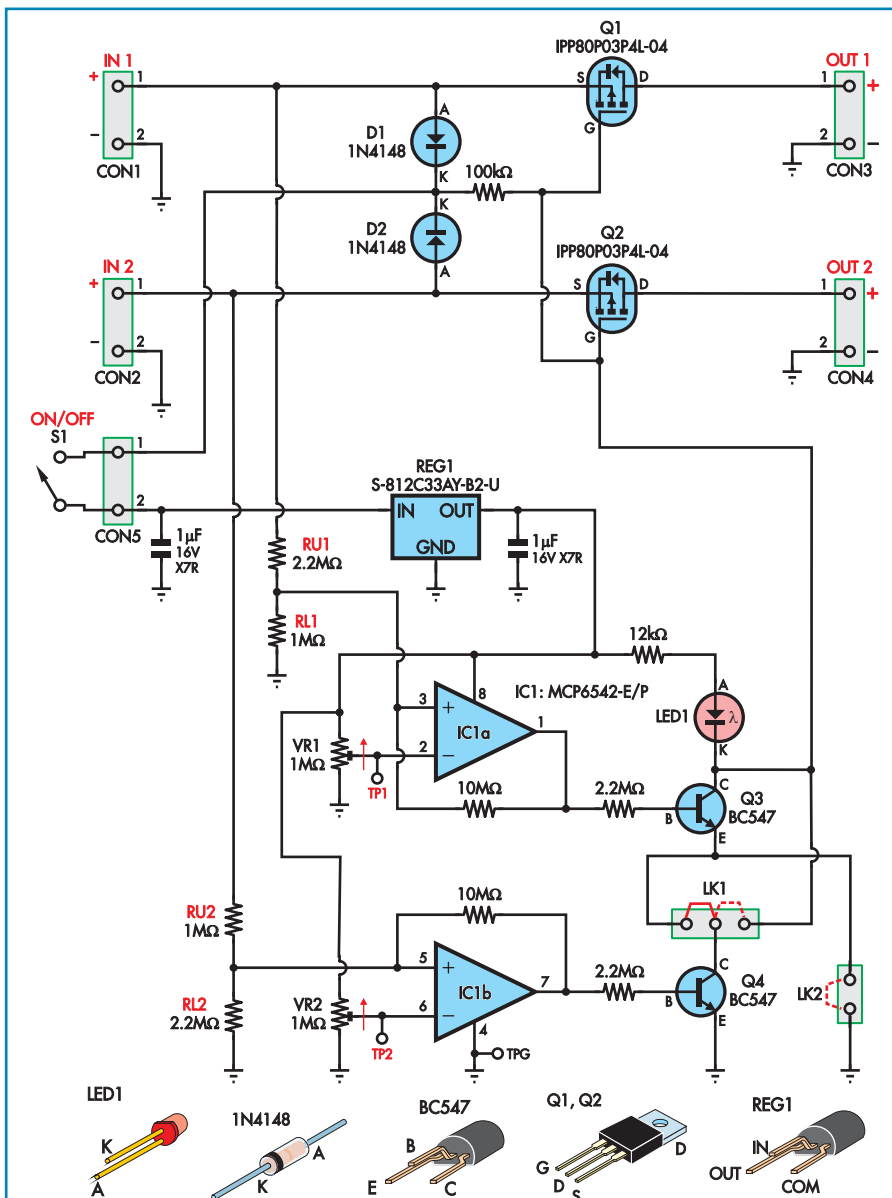 Q1
IPP80P03P4L-04
IN 1
OUT 1
+ 1
S D
1 +
A
D1
1N4148
G
– 2
2 –
CON1
K
100kΩ
CON3
K
D2
1N4148
Q2
IPP80P03P4L-04
IN 2
A
OUT 2
+ 1
S D
1 +
– 2
G
2 –
CON2
CON4
ON/OFF
S1
1
REG1
S-812C33AY-B2-U
2
IN OUT
GND
CON5
1µF
16V
X7R
RU1
2.2MΩ
1µF
16V X7R
RL1
1MΩ
12kΩ
A
IC1: MCP6542-E/P
LED1
λ
K
8
3
+
IC1a
1
VR1
1MΩ
2
–
TP1
10MΩ
2.2MΩ
C
Q3
BC547
B
E
LK1
RU2
1MΩ
10MΩ
5
+
IC1b
7
2.2MΩ
C
Q4
BC547
B
E
LK2
RL2
2.2MΩ
VR2
1MΩ
6
–
4
TP2
TPG
LED1
K
A
1N4148
A
K
BC547
B
E
C
Q1, Q2
G
D
S
D
REG1
IN
OUT
COM